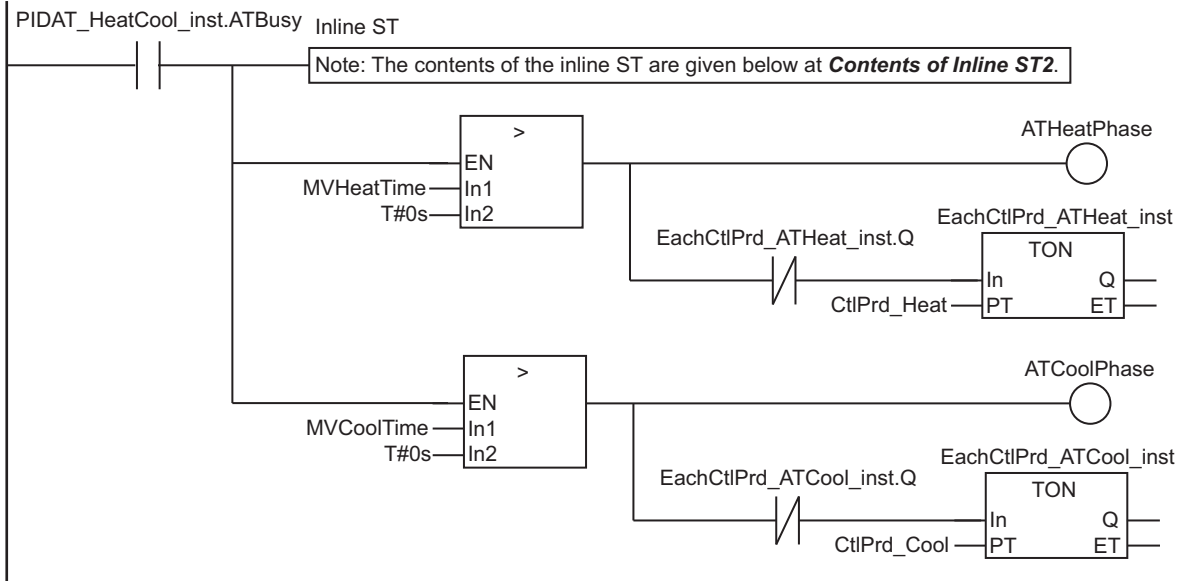 PIDAT_HeatCool_inst.ATBusy
Inline ST
Note: The contents of the inline ST are given below at Contents of Inline ST2.
>
EN
MVHeatTime
In1
T#0s
In2
ATHeatPhase
EachCtlPrd_ATHeat_inst.Q
EachCtlPrd_ATHeat_inst
TON
In
Q
CtlPrd_Heat
PT
ET
>
EN
MVCoolTime
In1
T#0s
In2
ATCoolPhase
EachCtlPrd_ATCool_inst.Q
EachCtlPrd_ATCool_inst
TON
In
Q
CtlPrd_Cool
PT
ET